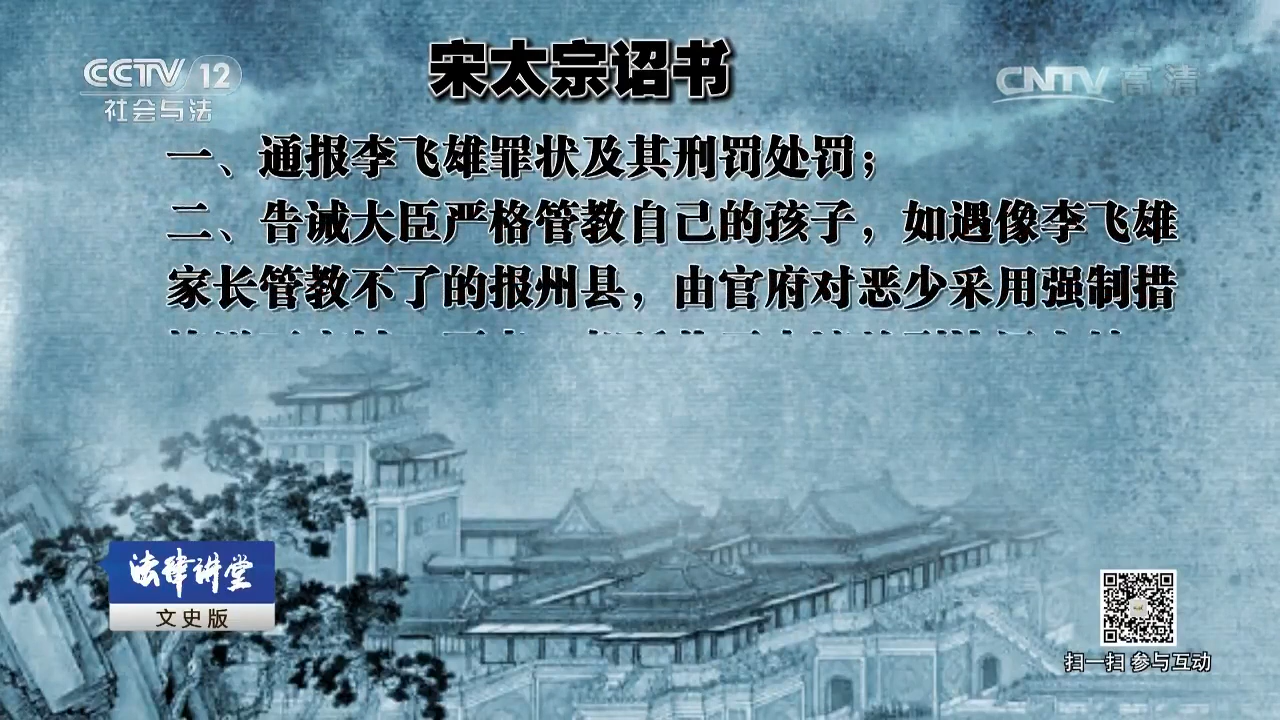 宋太宗诏书
CCTV 12
社会与法
CNTV 高清
一、通报李飞雄罪状及其刑罚处罚；
二、告诫大臣严格管教自己的孩子，如遇像李飞雄
家长管教不了的报州县，由官府对恶少采用强制措
法律讲堂
文史版
扫一扫 参与互动